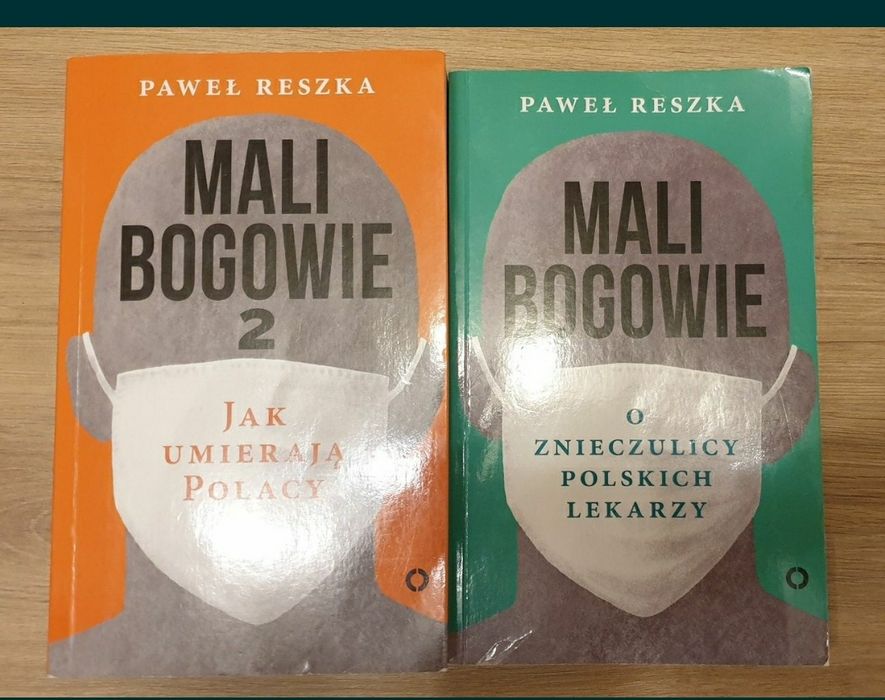 PAWEŁ RESZKA
MALI
BOGOWIE
2
JAK
UMIERAJĄ
POLACY
PAWEŁ RESZKA
MALI
BOGOWIE
O
ZNIECZULICY
POLSKICH
LEKARZY